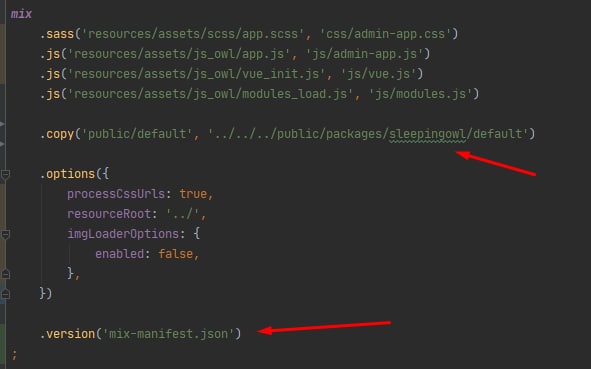 mix
.sass('resources/assets/scss/app.scss', 'css/admin-app.css')
.js('resources/assets/js_owl/app.js', 'js/admin-app.js')
.js('resources/assets/js_owl/vue_init.js', 'js/vue.js')
.js('resources/assets/js_owl/modules_load.js', 'js/modules.js')
.copy('public/default', '../../../public/packages/sleepingowl/default')
.options({
processCssUrls: true,
resourceRoot: '../',
imgLoaderOptions: {
enabled: false,
},
})
.version('mix-manifest.json')
;